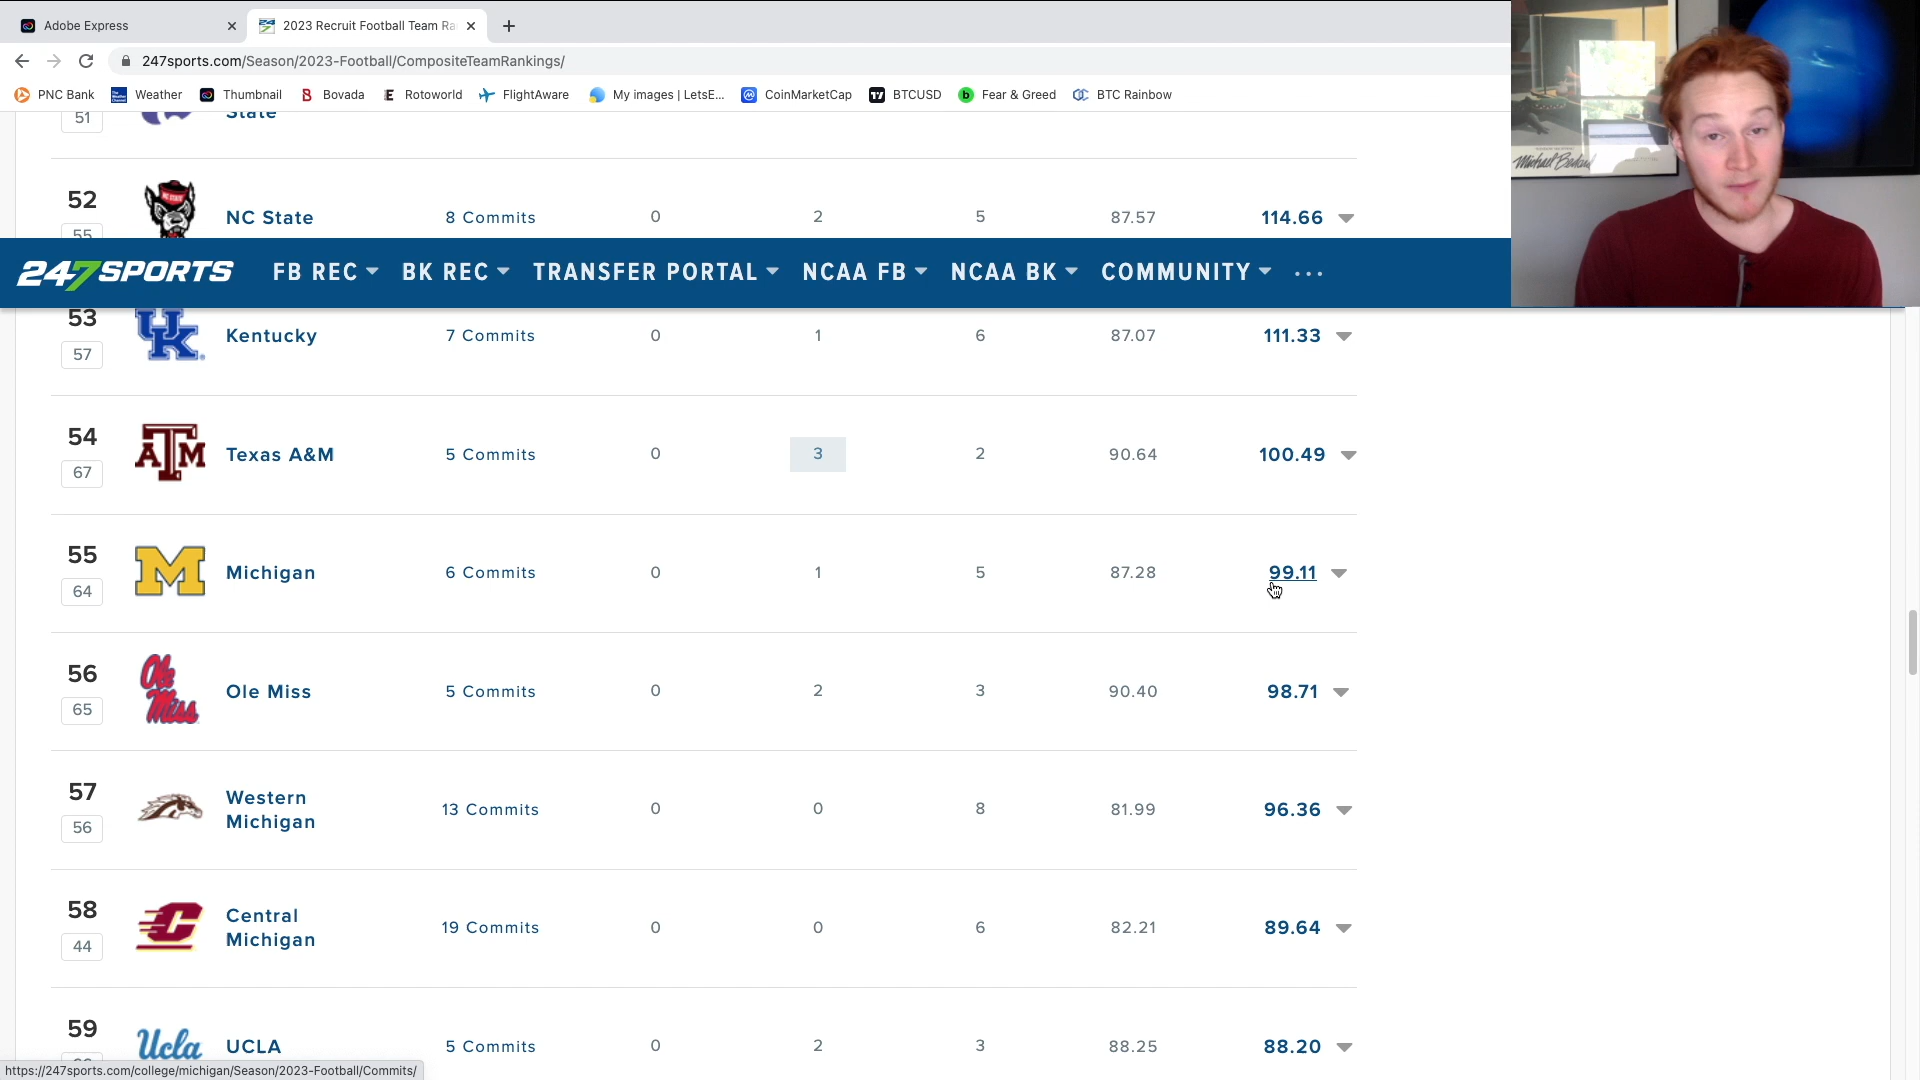 Adobe Express
2023 Recruit Football Team Ra
247sports.com/Season/2023-Football/CompositeTeamRankings/
PNC Bank Weather Thumbnail Bovada Rotoworld FlightAware My images | LetsE... CoinMarketCap BTCUSD Fear & Greed BTC Rainbow
51 State
52 NC State 8 Commits 0 2 5 87.57 114.66
55
247SPORTS FB REC BK REC TRANSFER PORTAL NCAA FB NCAA BK COMMUNITY ...
53 Kentucky 7 Commits 0 1 6 87.07 111.33
57
54 Texas A&M 5 Commits 0 3 2 90.64 100.49
67
55 Michigan 6 Commits 0 1 5 87.28 99.11
64
56 Ole Miss 5 Commits 0 2 3 90.40 98.71
65
57 Western Michigan 13 Commits 0 0 8 81.99 96.36
56
58 Central Michigan 19 Commits 0 0 6 82.21 89.64
44
59 Ucla UCLA 5 Commits 0 2 3 88.25 88.20
https://247sports.com/college/michigan/Season/2023-Football/Commits/